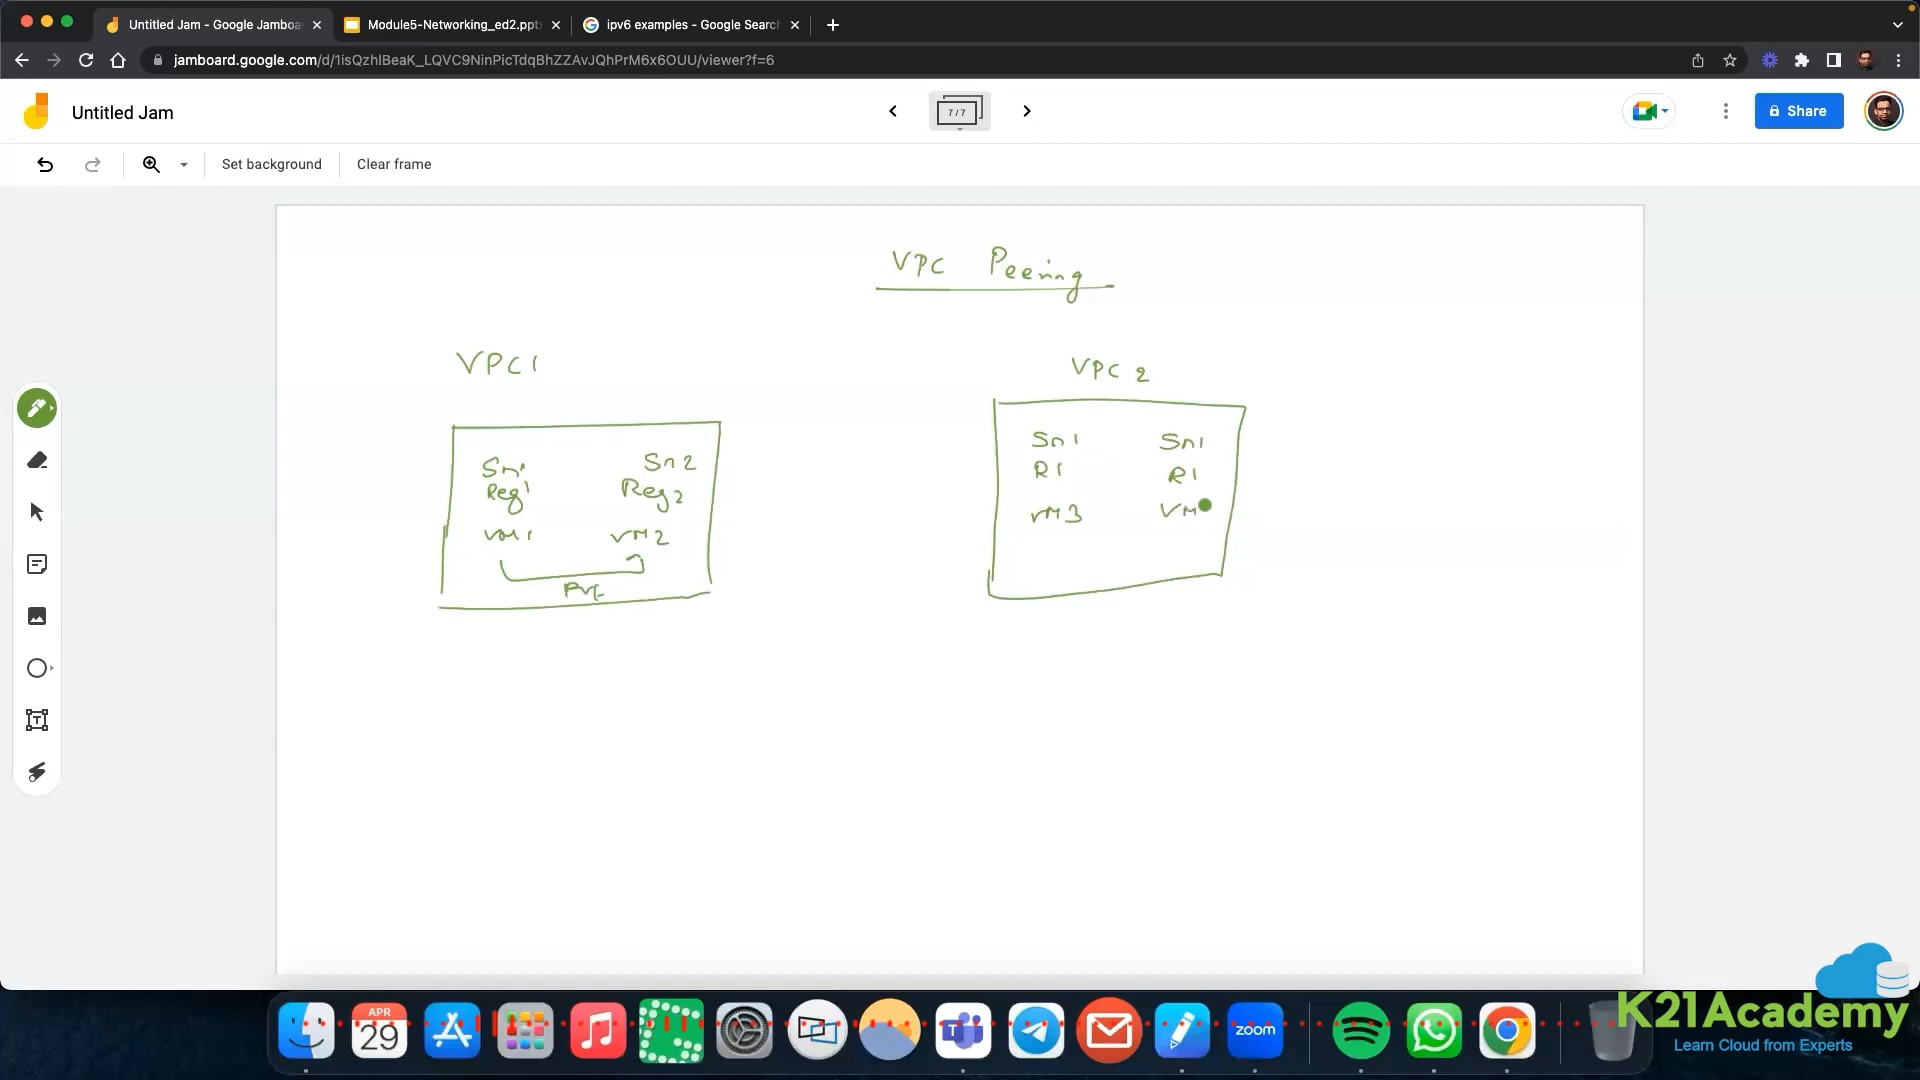 Untitled Jam - Google Jamboa
Module5-Networking_ed2.ppt
ipv6 examples - Google Search
jamboard.google.com/d/1isQzhlBeaK_LQVC9NinPicTdqBhZZAvJQhPrM6x6OUU/viewer?f=6
Untitled Jam
7 / 7
Share
Set background
Clear frame
VPC Peering
VPC1
VPC 2
Sn1 Sn2
Reg1 Reg2
VM1 VM2
Pvt
Sn1 Sn1
R1 R1
VM3 VM
APR
29
zoom
K21Academy
Learn Cloud from Experts